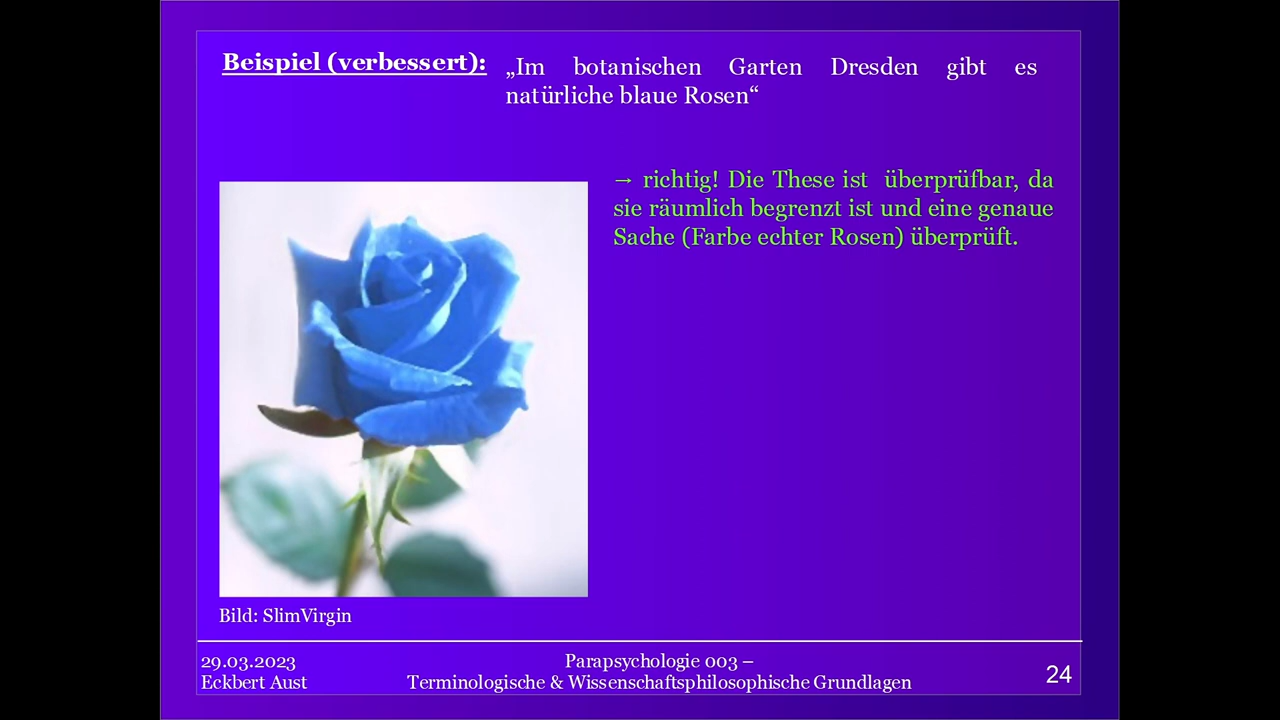 Beispiel (verbessert): „Im botanischen Garten Dresden gibt es
natürliche blaue Rosen“
→ richtig! Die These ist überprüfbar, da
sie räumlich begrenzt ist und eine genaue
Sache (Farbe echter Rosen) überprüft.
Bild: SlimVirgin
29.03.2023
Eckbert Aust
Parapsychologie 003 –
Terminologische & Wissenschaftsphilosophische Grundlagen
24